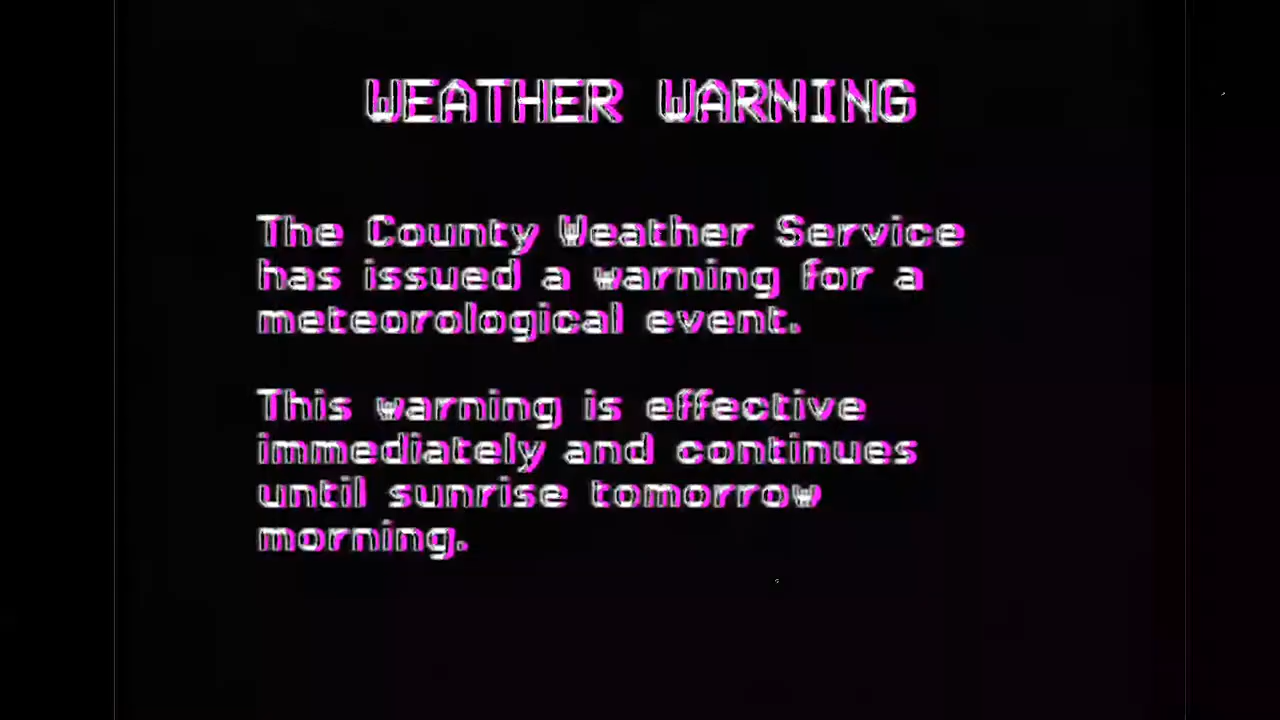 WEATHER WARNING
The County Weather Service
has issued a warning for a
meteorological event.
This warning is effective
immediately and continues
until sunrise tomorrow
morning.